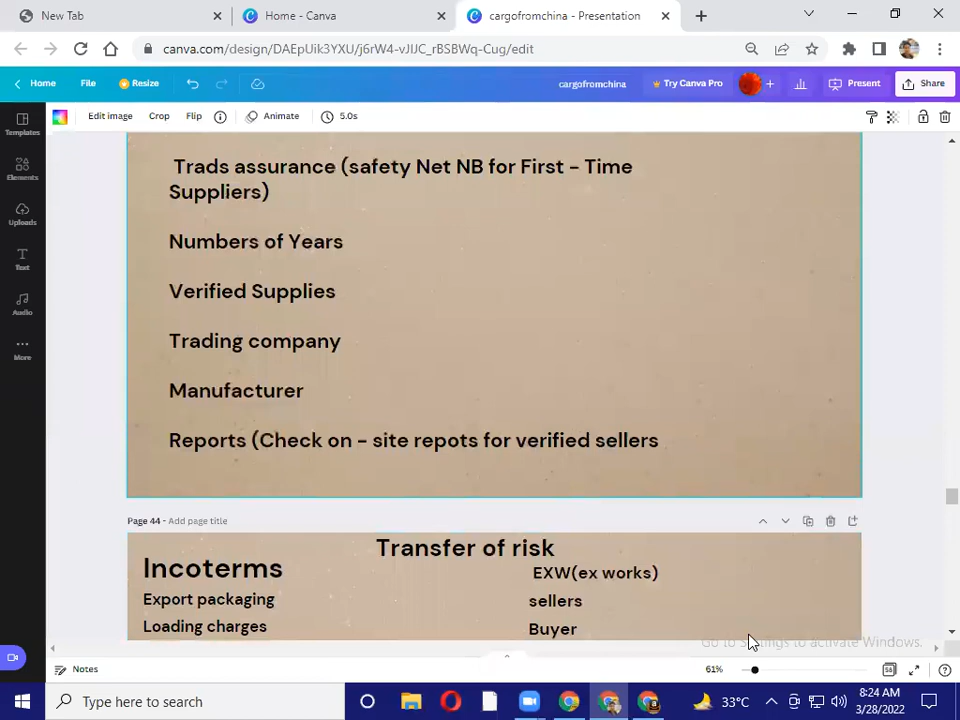 New Tab
Home - Canva
cargofromchina - Presentation
canva.com/design/DAEpUik3YXU/j6rW4-vJIJC_rBSBWq-Cug/edit
Home
File
Resize
cargofromchina
Try Canva Pro
Present
Share
Edit image
Crop
Flip
Animate
5.0s
Templates
Elements
Uploads
Text
Audio
More
Trads assurance (safety Net NB for First - Time
Suppliers)
Numbers of Years
Verified Supplies
Trading company
Manufacturer
Reports (Check on - site repots for verified sellers
Page 44 - Add page title
Transfer of risk
Incoterms
EXW(ex works)
Export packaging
sellers
Loading charges
Buyer
Go to Settings to activate Windows.
Notes
61%
58
Type here to search
33°C
8:24 AM
3/28/2022